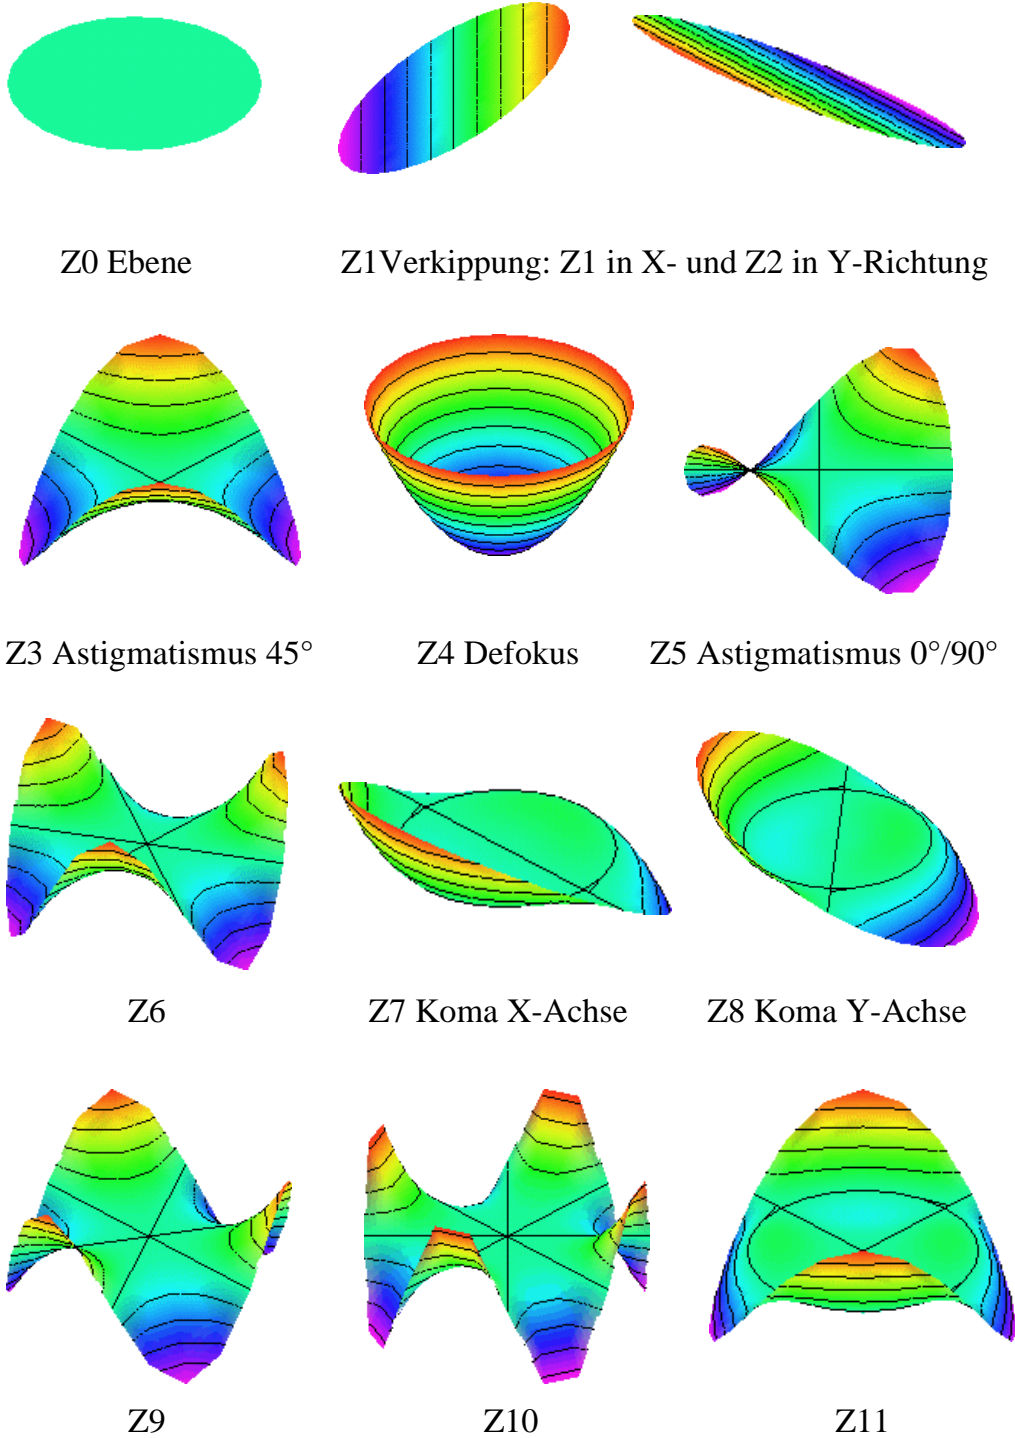 Z0 Ebene
Z1Verkippung: Z1 in X- und Z2 in Y-Richtung
Z3 Astigmatismus 45°
Z4 Defokus
Z5 Astigmatismus 0°/90°
Z6
Z7 Koma X-Achse
Z8 Koma Y-Achse
Z9
Z10
Z11